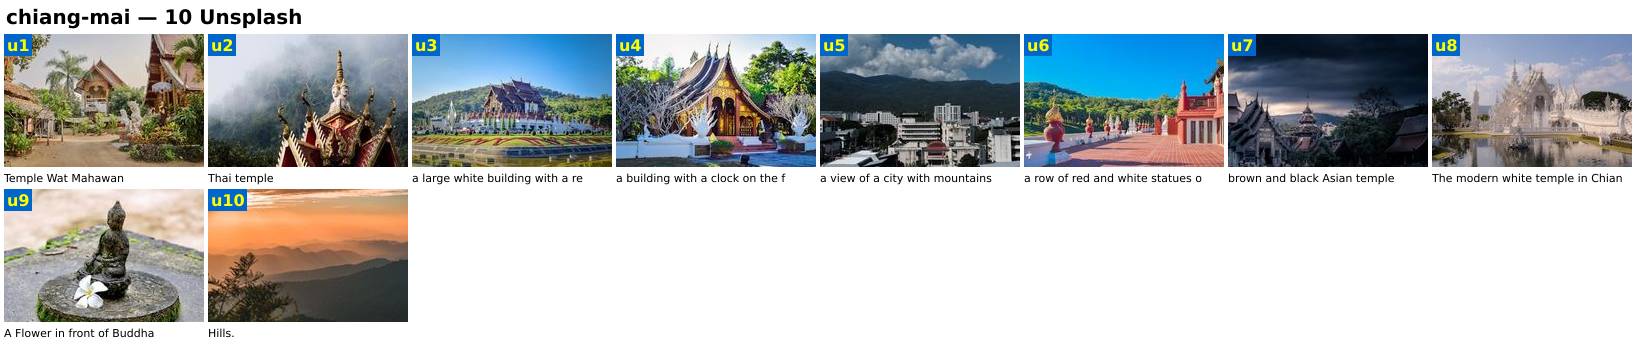 chiang-mai — 10 Unsplash
u1
u2
u3
u4
u5
u6
u7
u8
Temple Wat Mahawan
Thai temple
a large white building with a re
a building with a clock on the f
a view of a city with mountains
a row of red and white statues o
brown and black Asian temple
The modern white temple in Chian
u9
u10
A Flower in front of Buddha
Hills.